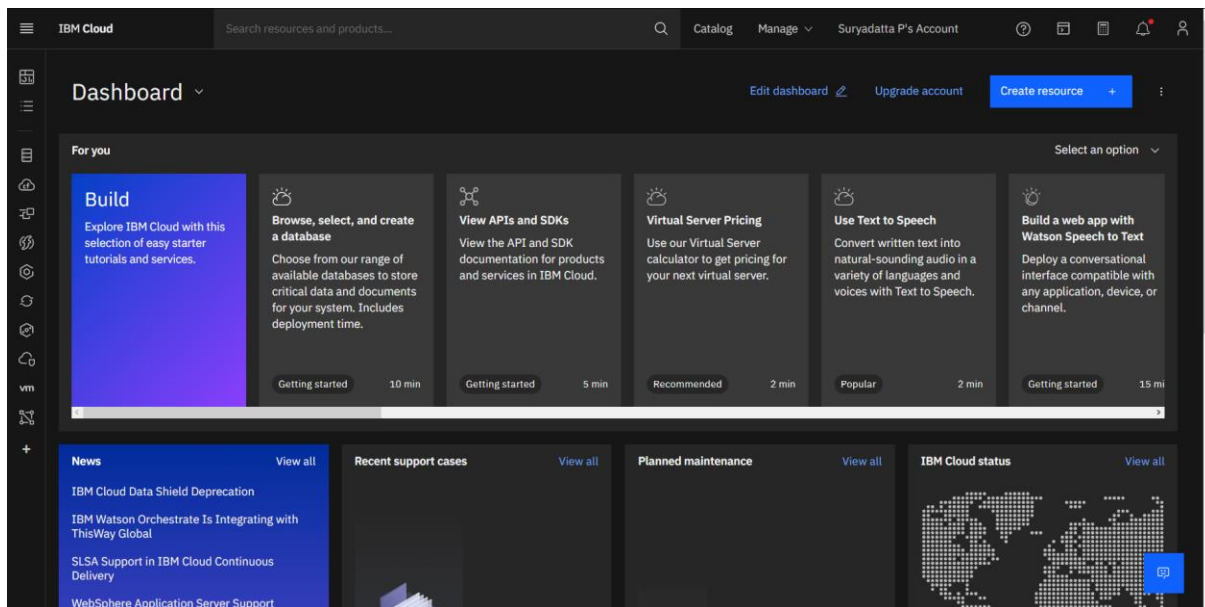 IBM Cloud
Search resources and products...
Catalog
Manage
Suryadatta P's Account
Dashboard
Edit dashboard
Upgrade account
Create resource +
For you
Select an option
Build
Explore IBM Cloud with this
selection of easy starter
tutorials and services.
Browse, select, and create
a database
Choose from our range of
available databases to store
critical data and documents
for your system. Includes
deployment time.
Getting started
10 min
View APIs and SDKs
View the API and SDK
documentation for products
and services in IBM Cloud.
Getting started
5 min
Virtual Server Pricing
Use our Virtual Server
calculator to get pricing for
your next virtual server.
Recommended
2 min
Use Text to Speech
Convert written text into
natural-sounding audio in a
variety of languages and
voices with Text to Speech.
Popular
2 min
Build a web app with
Watson Speech to Text
Deploy a conversational
interface compatible with
any application, device, or
channel.
Getting started
15 mi
vm
News
View all
IBM Cloud Data Shield Deprecation
IBM Watson Orchestrate Is Integrating with
ThisWay Global
SLSA Support in IBM Cloud Continuous
Delivery
WebSphere Application Server Support
Recent support cases
View all
Planned maintenance
View all
IBM Cloud status
View all